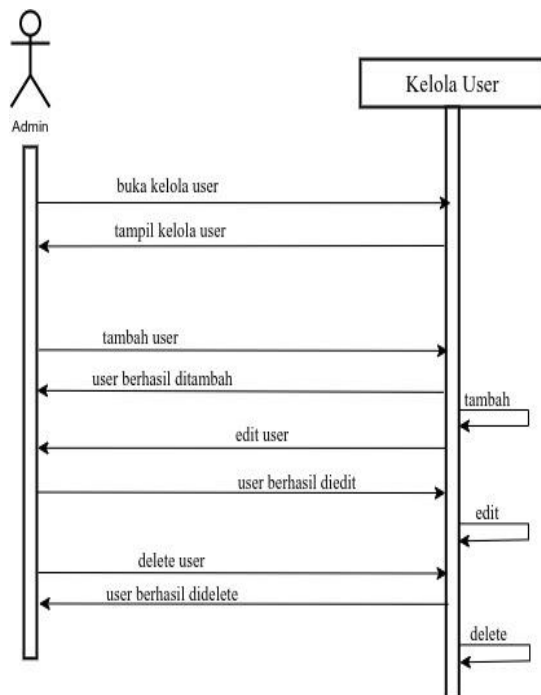 Kelola User
Admin
buka kelola user
tampil kelola user
tambah user
user berhasil ditambah
tambah
edit user
user berhasil diedit
edit
delete user
user berhasil didelete
delete